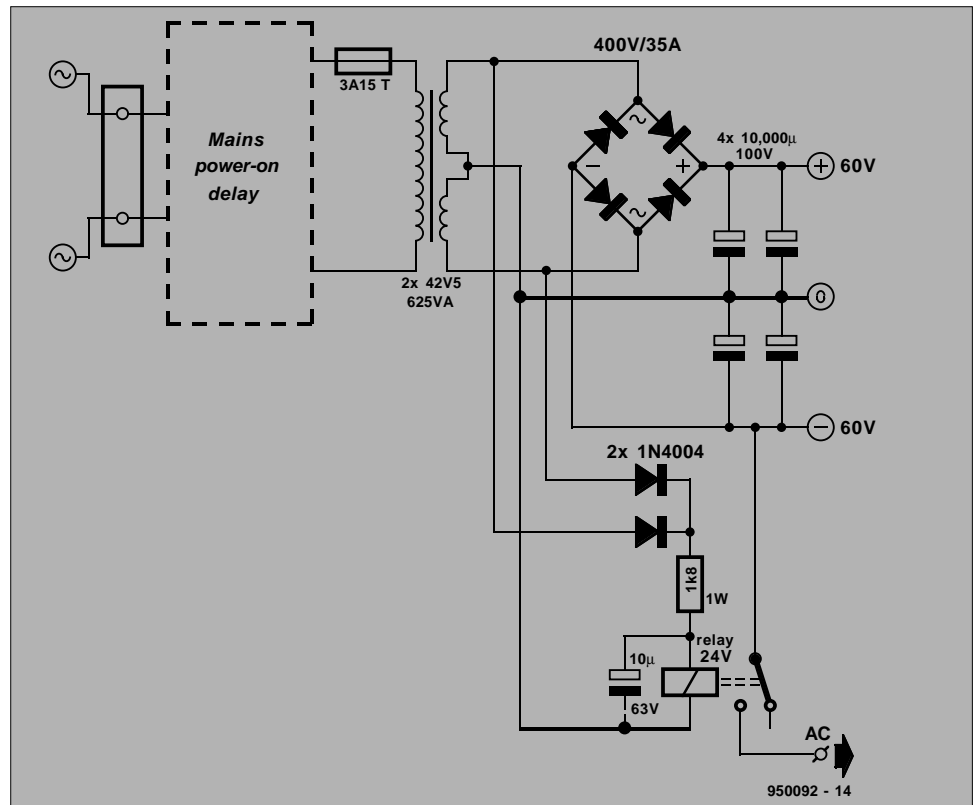 400V/35A
3A15 T
Mains
power-on
delay
4x 10,000μ
100V
+
60V
~
−
+
~
2x 42V5
625VA
0
−
60V
2x 1N4004
1k8
1W
relay
24V
10μ
63V
AC
950092 - 14